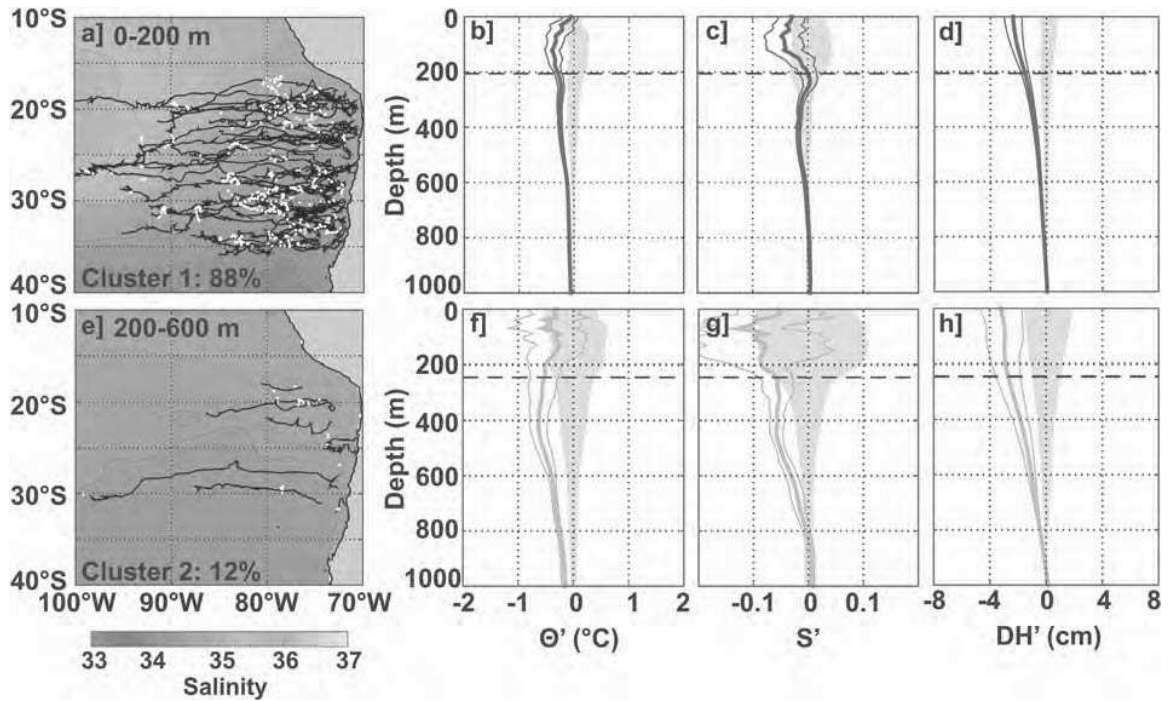 10°S
a] 0-200 m
20°S
30°S
40°S
Cluster 1: 88%
0
200
400
600
800
1000
Depth (m)
b]
c]
d]
10°S
e] 200-600 m
20°S
30°S
40°S
Cluster 2: 12%
100°W 90°W 80°W 70°W
0
200
400
600
800
1000
Depth (m)
f]
g]
h]
-2 -1 0 1 2
-0.1 0 0.1
-8 -4 0 4 8
Θ' (°C)
S'
DH' (cm)
33 34 35 36 37
Salinity